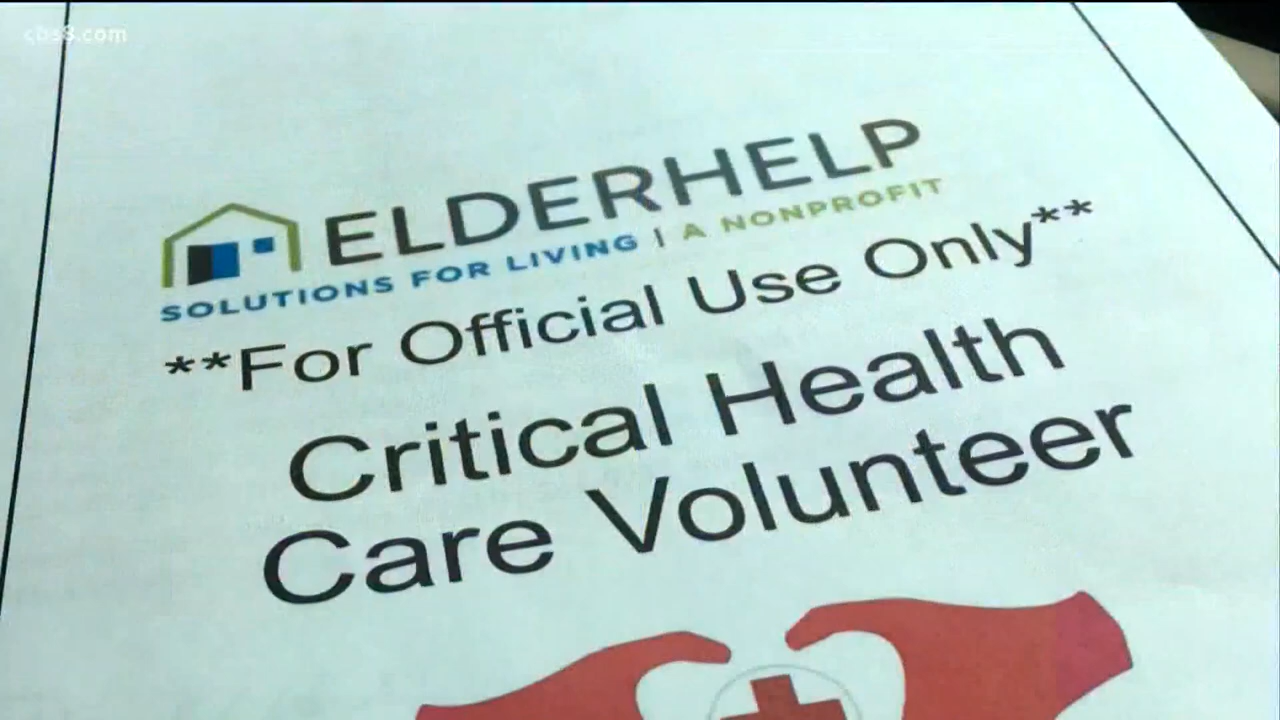 cbs8.com
ELDERHELP
SOLUTIONS FOR LIVING | A NONPROFIT
**For Official Use Only**
Critical Health
Care Volunteer